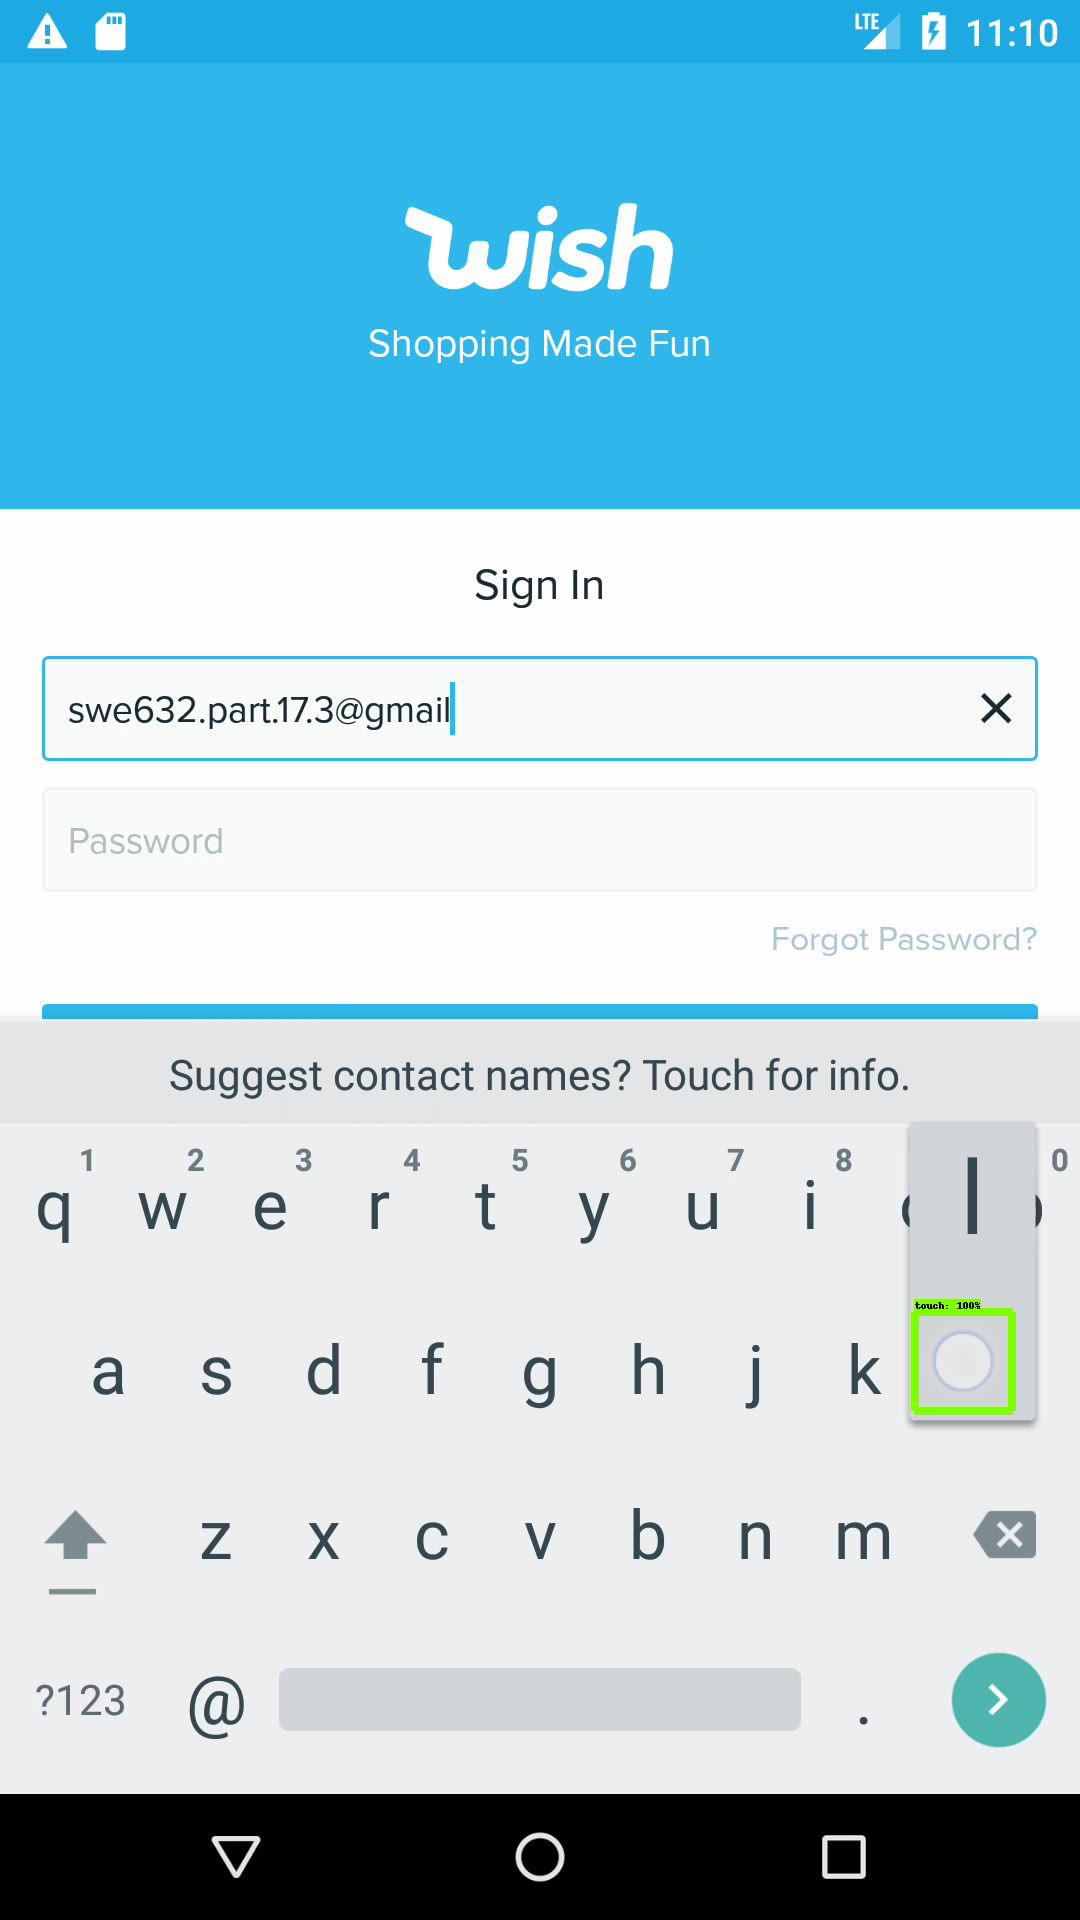 LTE 11:10
wish
Shopping Made Fun
Sign In
swe632.part.17.3@gmail
Password
Forgot Password?
Suggest contact names? Touch for info.
1 2 3 4 5 6 7 8 0
q w e r t y u i l
touch: 100%
a s d f g h j k
z x c v b n m
?123 @ .